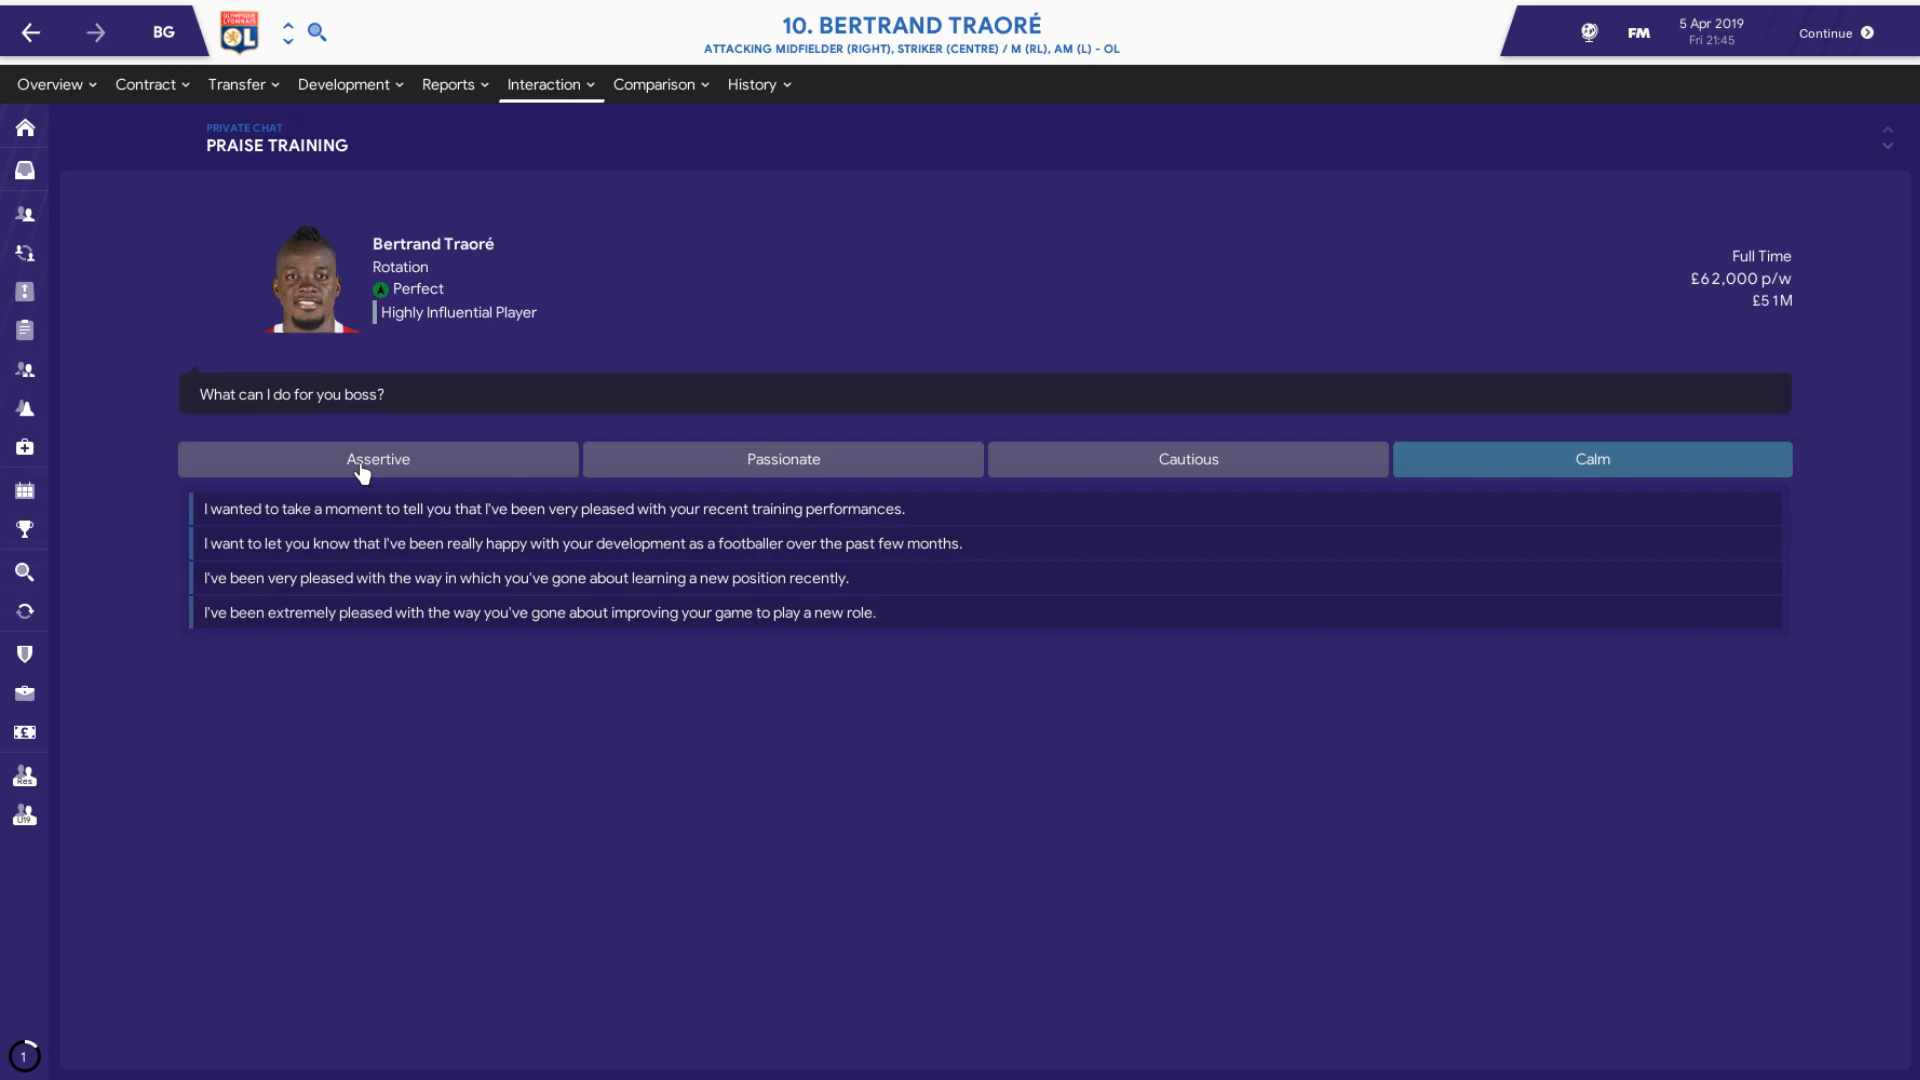 BG
OLYMPIQUE
LYONNAIS
OL
10. BERTRAND TRAORÉ
ATTACKING MIDFIELDER (RIGHT), STRIKER (CENTRE) / M (RL), AM (L) - OL
FM
5 Apr 2019
Fri 21:45
Continue
Overview
Contract
Transfer
Development
Reports
Interaction
Comparison
History
PRIVATE CHAT
PRAISE TRAINING
Bertrand Traoré
Rotation
Perfect
Highly Influential Player
Full Time
£62,000 p/w
£51M
What can I do for you boss?
Assertive
Passionate
Cautious
Calm
I wanted to take a moment to tell you that I've been very pleased with your recent training performances.
I want to let you know that I've been really happy with your development as a footballer over the past few months.
I've been very pleased with the way in which you've gone about learning a new position recently.
I've been extremely pleased with the way you've gone about improving your game to play a new role.
£
Res
U19
1